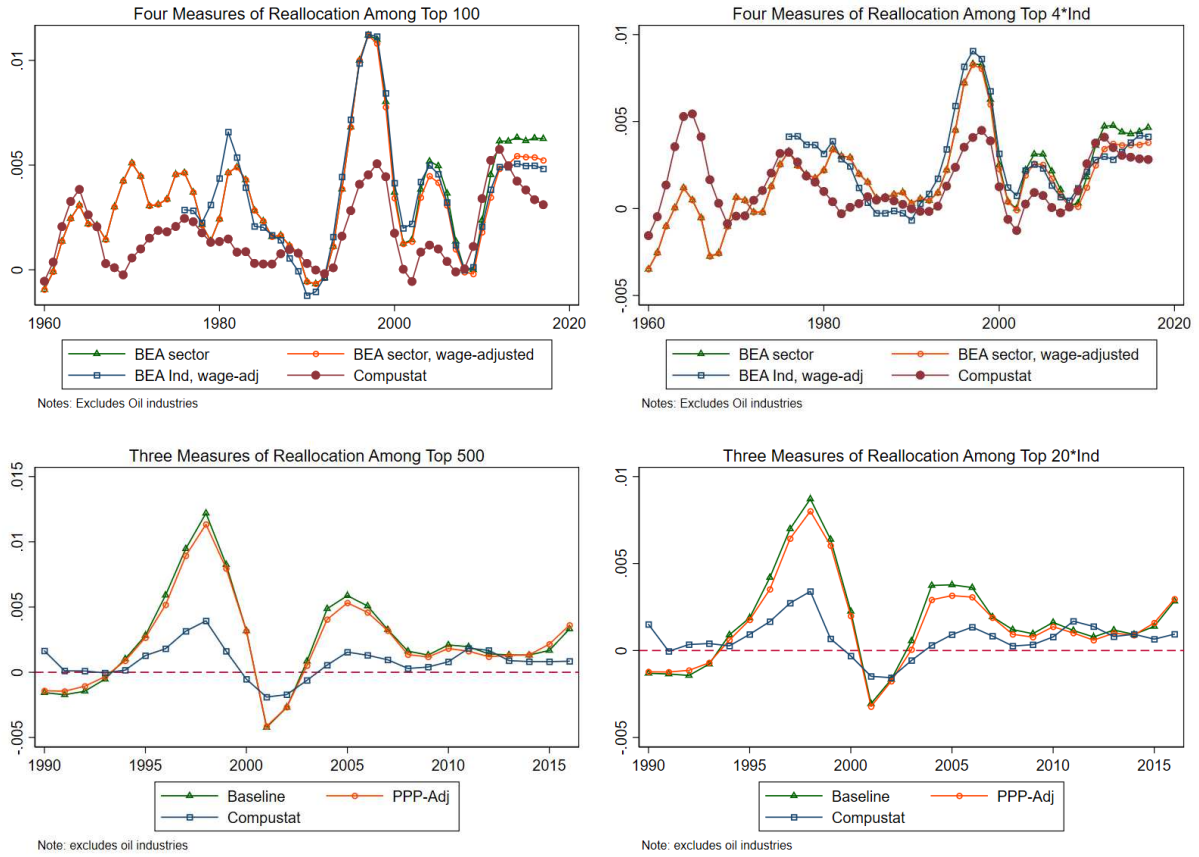 Four Measures of Reallocation Among Top 100
.01
.005
0
1960 1980 2000 2020
BEA sector BEA sector, wage-adjusted
BEA Ind, wage-adj Compustat
Notes: Excludes Oil industries
Four Measures of Reallocation Among Top 4*Ind
.01
.005
0
-.005
1960 1980 2000 2020
BEA sector BEA sector, wage-adjusted
BEA Ind, wage-adj Compustat
Notes: Excludes Oil industries
Three Measures of Reallocation Among Top 500
.015
.01
.005
0
-.005
1990 1995 2000 2005 2010 2015
Baseline PPP-Adj
Compustat
Note: excludes oil industries
Three Measures of Reallocation Among Top 20*Ind
.01
.005
0
-.005
1990 1995 2000 2005 2010 2015
Baseline PPP-Adj
Compustat
Note: excludes oil industries